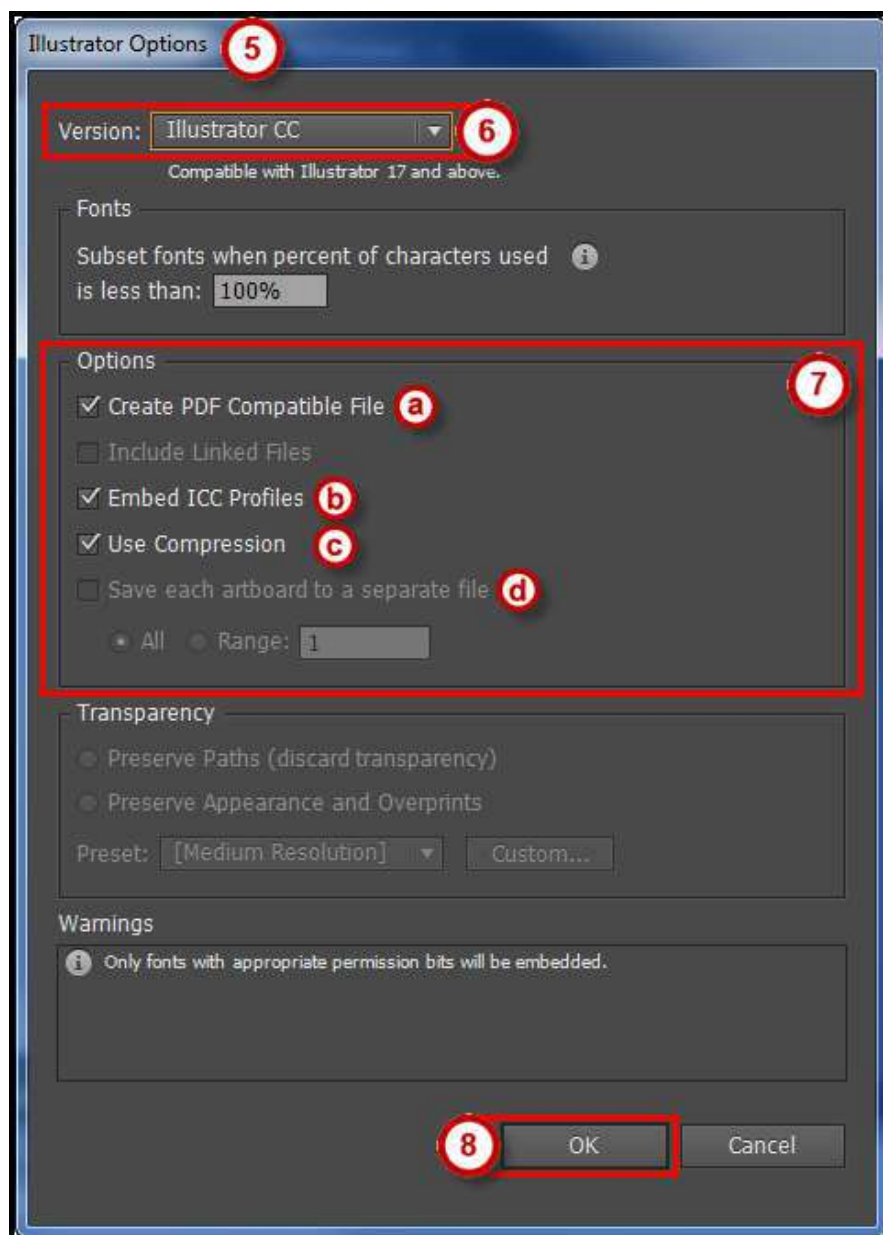 Illustrator Options 5
Version: Illustrator CC 6
Compatible with Illustrator 17 and above.
Fonts
Subset fonts when percent of characters used
is less than: 100%
Options 7
Create PDF Compatible File a
Include Linked Files
Embed ICC Profiles b
Use Compression c
Save each artboard to a separate file d
All Range: 1
Transparency
Preserve Paths (discard transparency)
Preserve Appearance and Overprints
Preset: [Medium Resolution] Custom...
Warnings
Only fonts with appropriate permission bits will be embedded.
8 OK Cancel